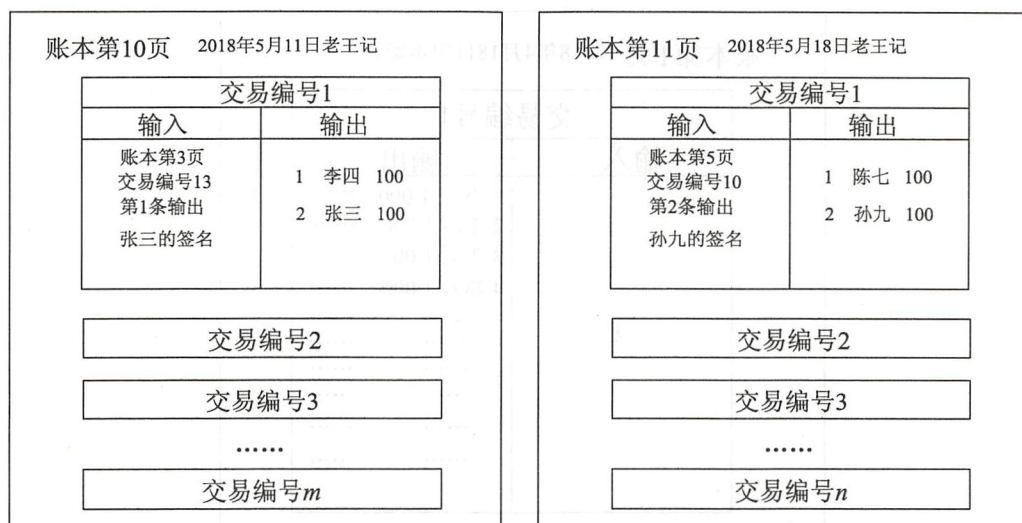 账本第10页 2018年5月11日老王记
交易编号1
输入 输出
账本第3页
交易编号13
第1条输出
张三的签名
1 李四 100
2 张三 100
交易编号2
交易编号3
……
交易编号m
账本第11页 2018年5月18日老王记
交易编号1
输入 输出
账本第5页
交易编号10
第2条输出
孙九的签名
1 陈七 100
2 孙九 100
交易编号2
交易编号3
……
交易编号n